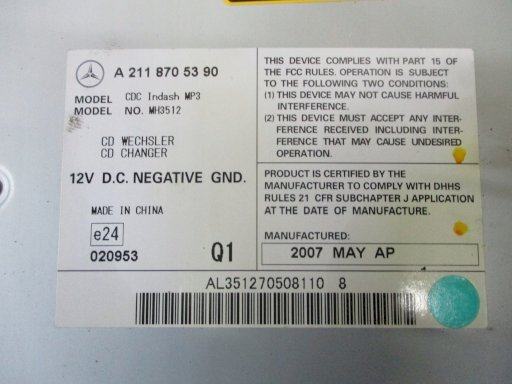 A 211 870 53 90
MODEL CDC Indash MP3
MODEL NO. MH3512
CD WECHSLER
CD CHANGER
12V D.C. NEGATIVE GND.
MADE IN CHINA
e24
020953
Q1
THIS DEVICE COMPLIES WITH PART 15 OF
THE FCC RULES. OPERATION IS SUBJECT
TO THE FOLLOWING TWO CONDITIONS:
(1) THIS DEVICE MAY NOT CAUSE HARMFUL
INTERFERENCE.
(2) THIS DEVICE MUST ACCEPT ANY INTER-
FERENCE RECEIVED INCLUDING INTER-
FERENCE THAT MAY CAUSE UNDESIRED
OPERATION.
PRODUCT IS CERTIFIED BY THE
MANUFACTURER TO COMPLY WITH DHHS
RULES 21 CFR SUBCHAPTER J APPLICATION
AT THE DATE OF MANUFACTURE.
MANUFACTURED:
2007 MAY AP
AL351270508110 8